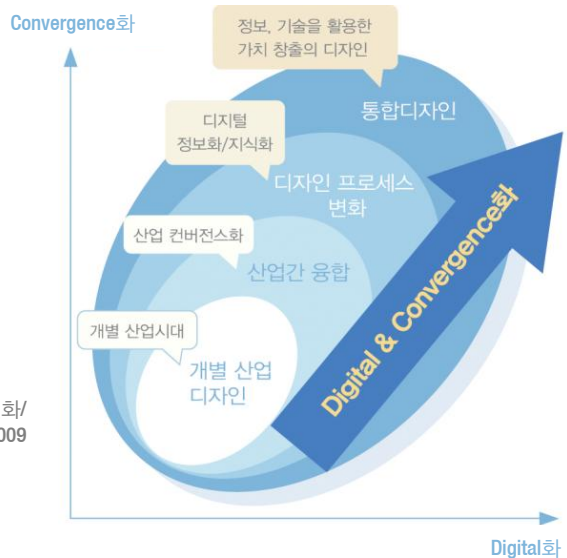 Convergence화
정보, 기술을 활용한
가치 창출의 디자인
통합디자인
디지털
정보화/지식화
디자인 프로세스
변화
산업 컨버전스화
산업간 융합
개별 산업시대
개별 산업
디자인
Digital & Convergence화
화/
009
Digital화